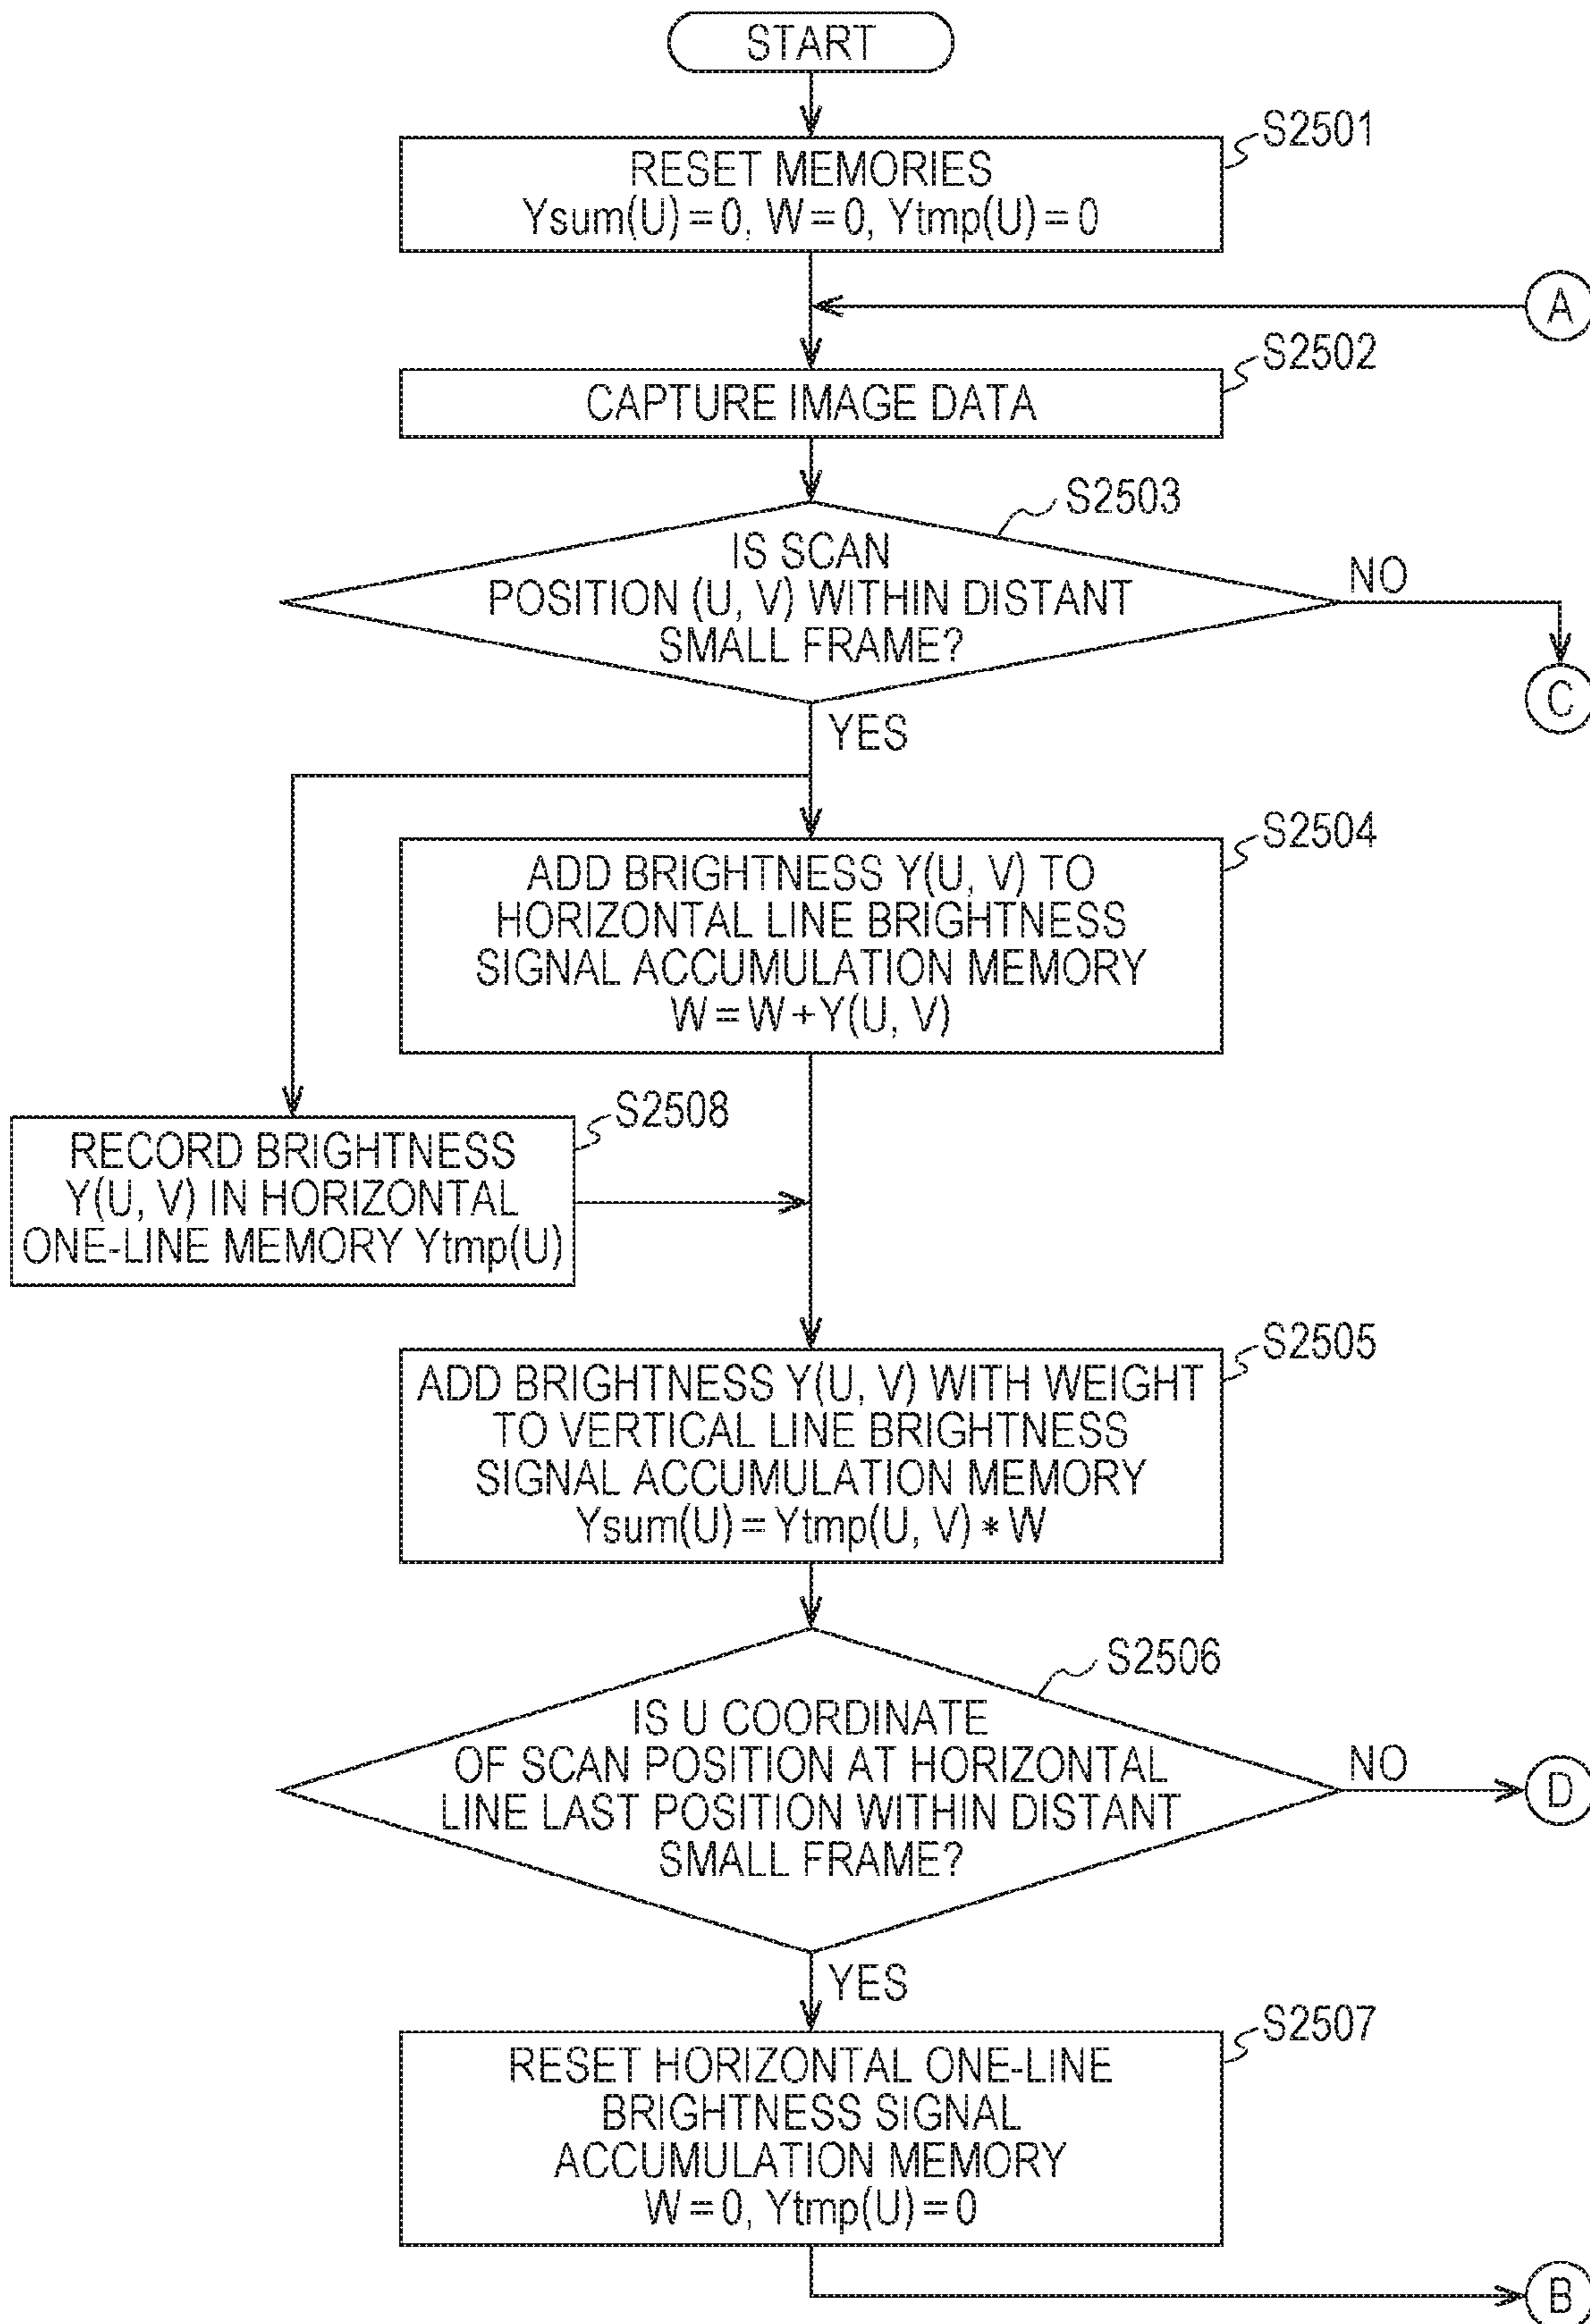 START
S2501
RESET MEMORIES
Ysum(U)=0, W=0, Ytmp(U)=0
A
S2502
CAPTURE IMAGE DATA
S2503
IS SCAN
POSITION (U, V) WITHIN DISTANT
SMALL FRAME?
NO
C
YES
S2504
ADD BRIGHTNESS Y(U, V) TO
HORIZONTAL LINE BRIGHTNESS
SIGNAL ACCUMULATION MEMORY
W=W+Y(U, V)
S2508
RECORD BRIGHTNESS
Y(U, V) IN HORIZONTAL
ONE-LINE MEMORY Ytmp(U)
S2505
ADD BRIGHTNESS Y(U, V) WITH WEIGHT
TO VERTICAL LINE BRIGHTNESS
SIGNAL ACCUMULATION MEMORY
Ysum(U)=Ytmp(U, V)*W
S2506
IS U COORDINATE
OF SCAN POSITION AT HORIZONTAL
LINE LAST POSITION WITHIN DISTANT
SMALL FRAME?
NO
D
YES
S2507
RESET HORIZONTAL ONE-LINE
BRIGHTNESS SIGNAL
ACCUMULATION MEMORY
W=0, Ytmp(U)=0
B